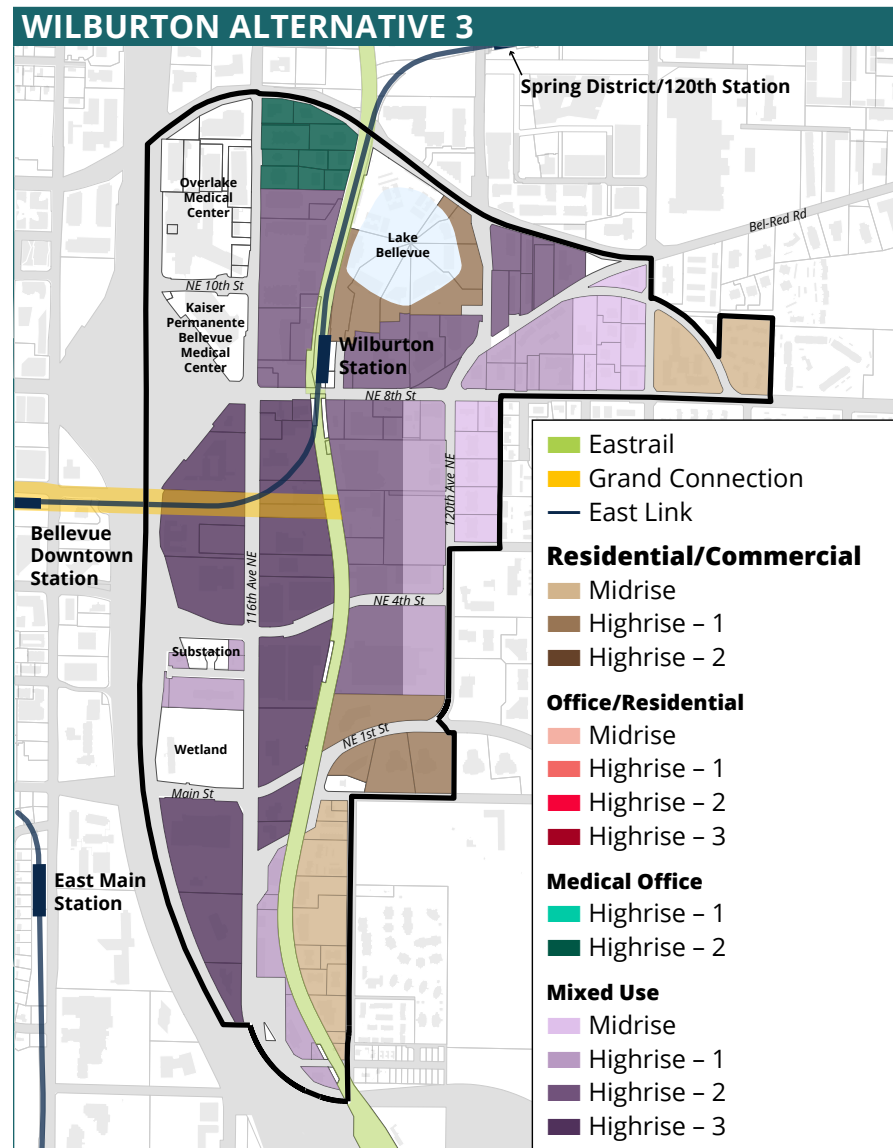 WILBURTON ALTERNATIVE 3
Spring District/120th Station
Bel-Red Rd
Overlake
Medical
Center
Lake
Bellevue
NE 10th St
Kaiser
Permanente
Bellevue
Medical
Center
Wilburton
Station
NE 8th St
120th Ave NE
Bellevue
Downtown
Station
116th Ave NE
NE 4th St
Substation
Wetland
NE 1st St
Main St
East Main
Station
Eastrail
Grand Connection
East Link
Residential/Commercial
Midrise
Highrise – 1
Highrise – 2
Office/Residential
Midrise
Highrise – 1
Highrise – 2
Highrise – 3
Medical Office
Highrise – 1
Highrise – 2
Mixed Use
Midrise
Highrise – 1
Highrise – 2
Highrise – 3